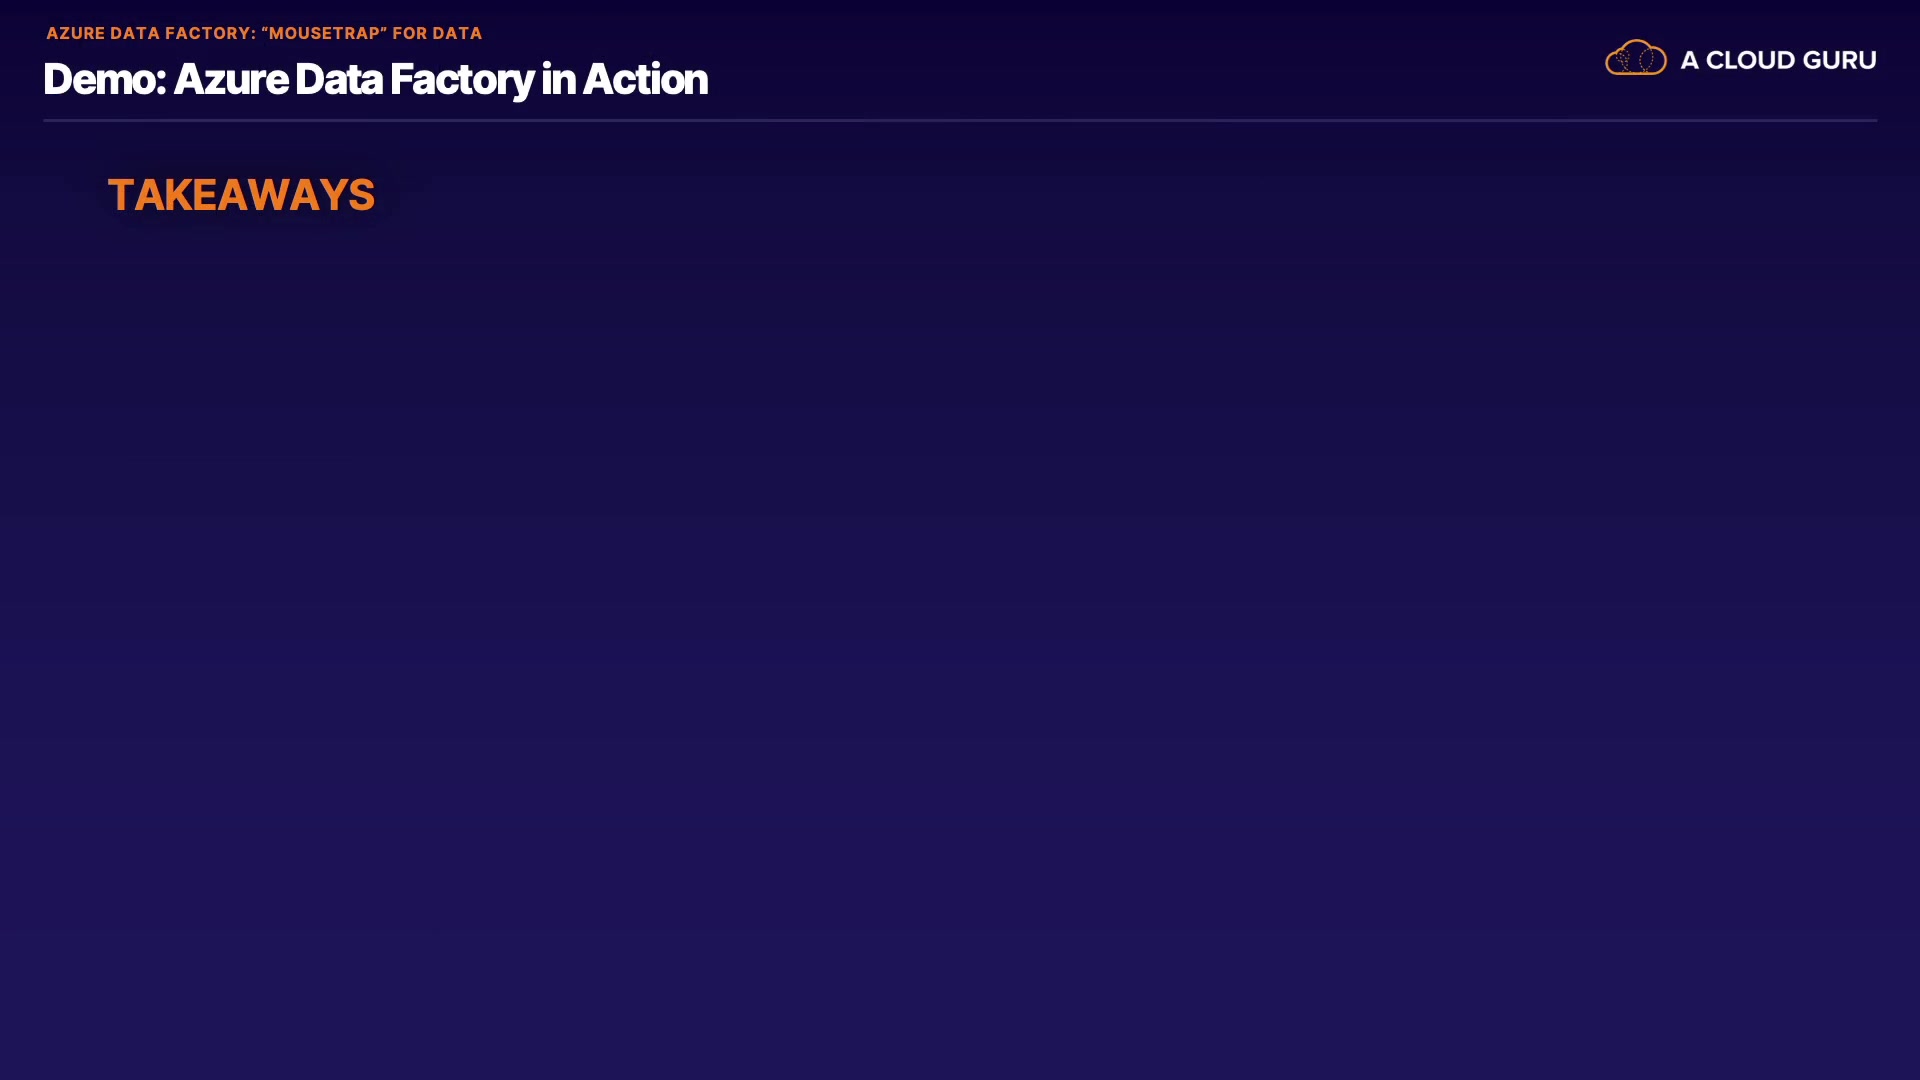 AZURE DATA FACTORY: “MOUSETRAP” FOR DATA
Demo: Azure Data Factory in Action
A CLOUD GURU
TAKEAWAYS